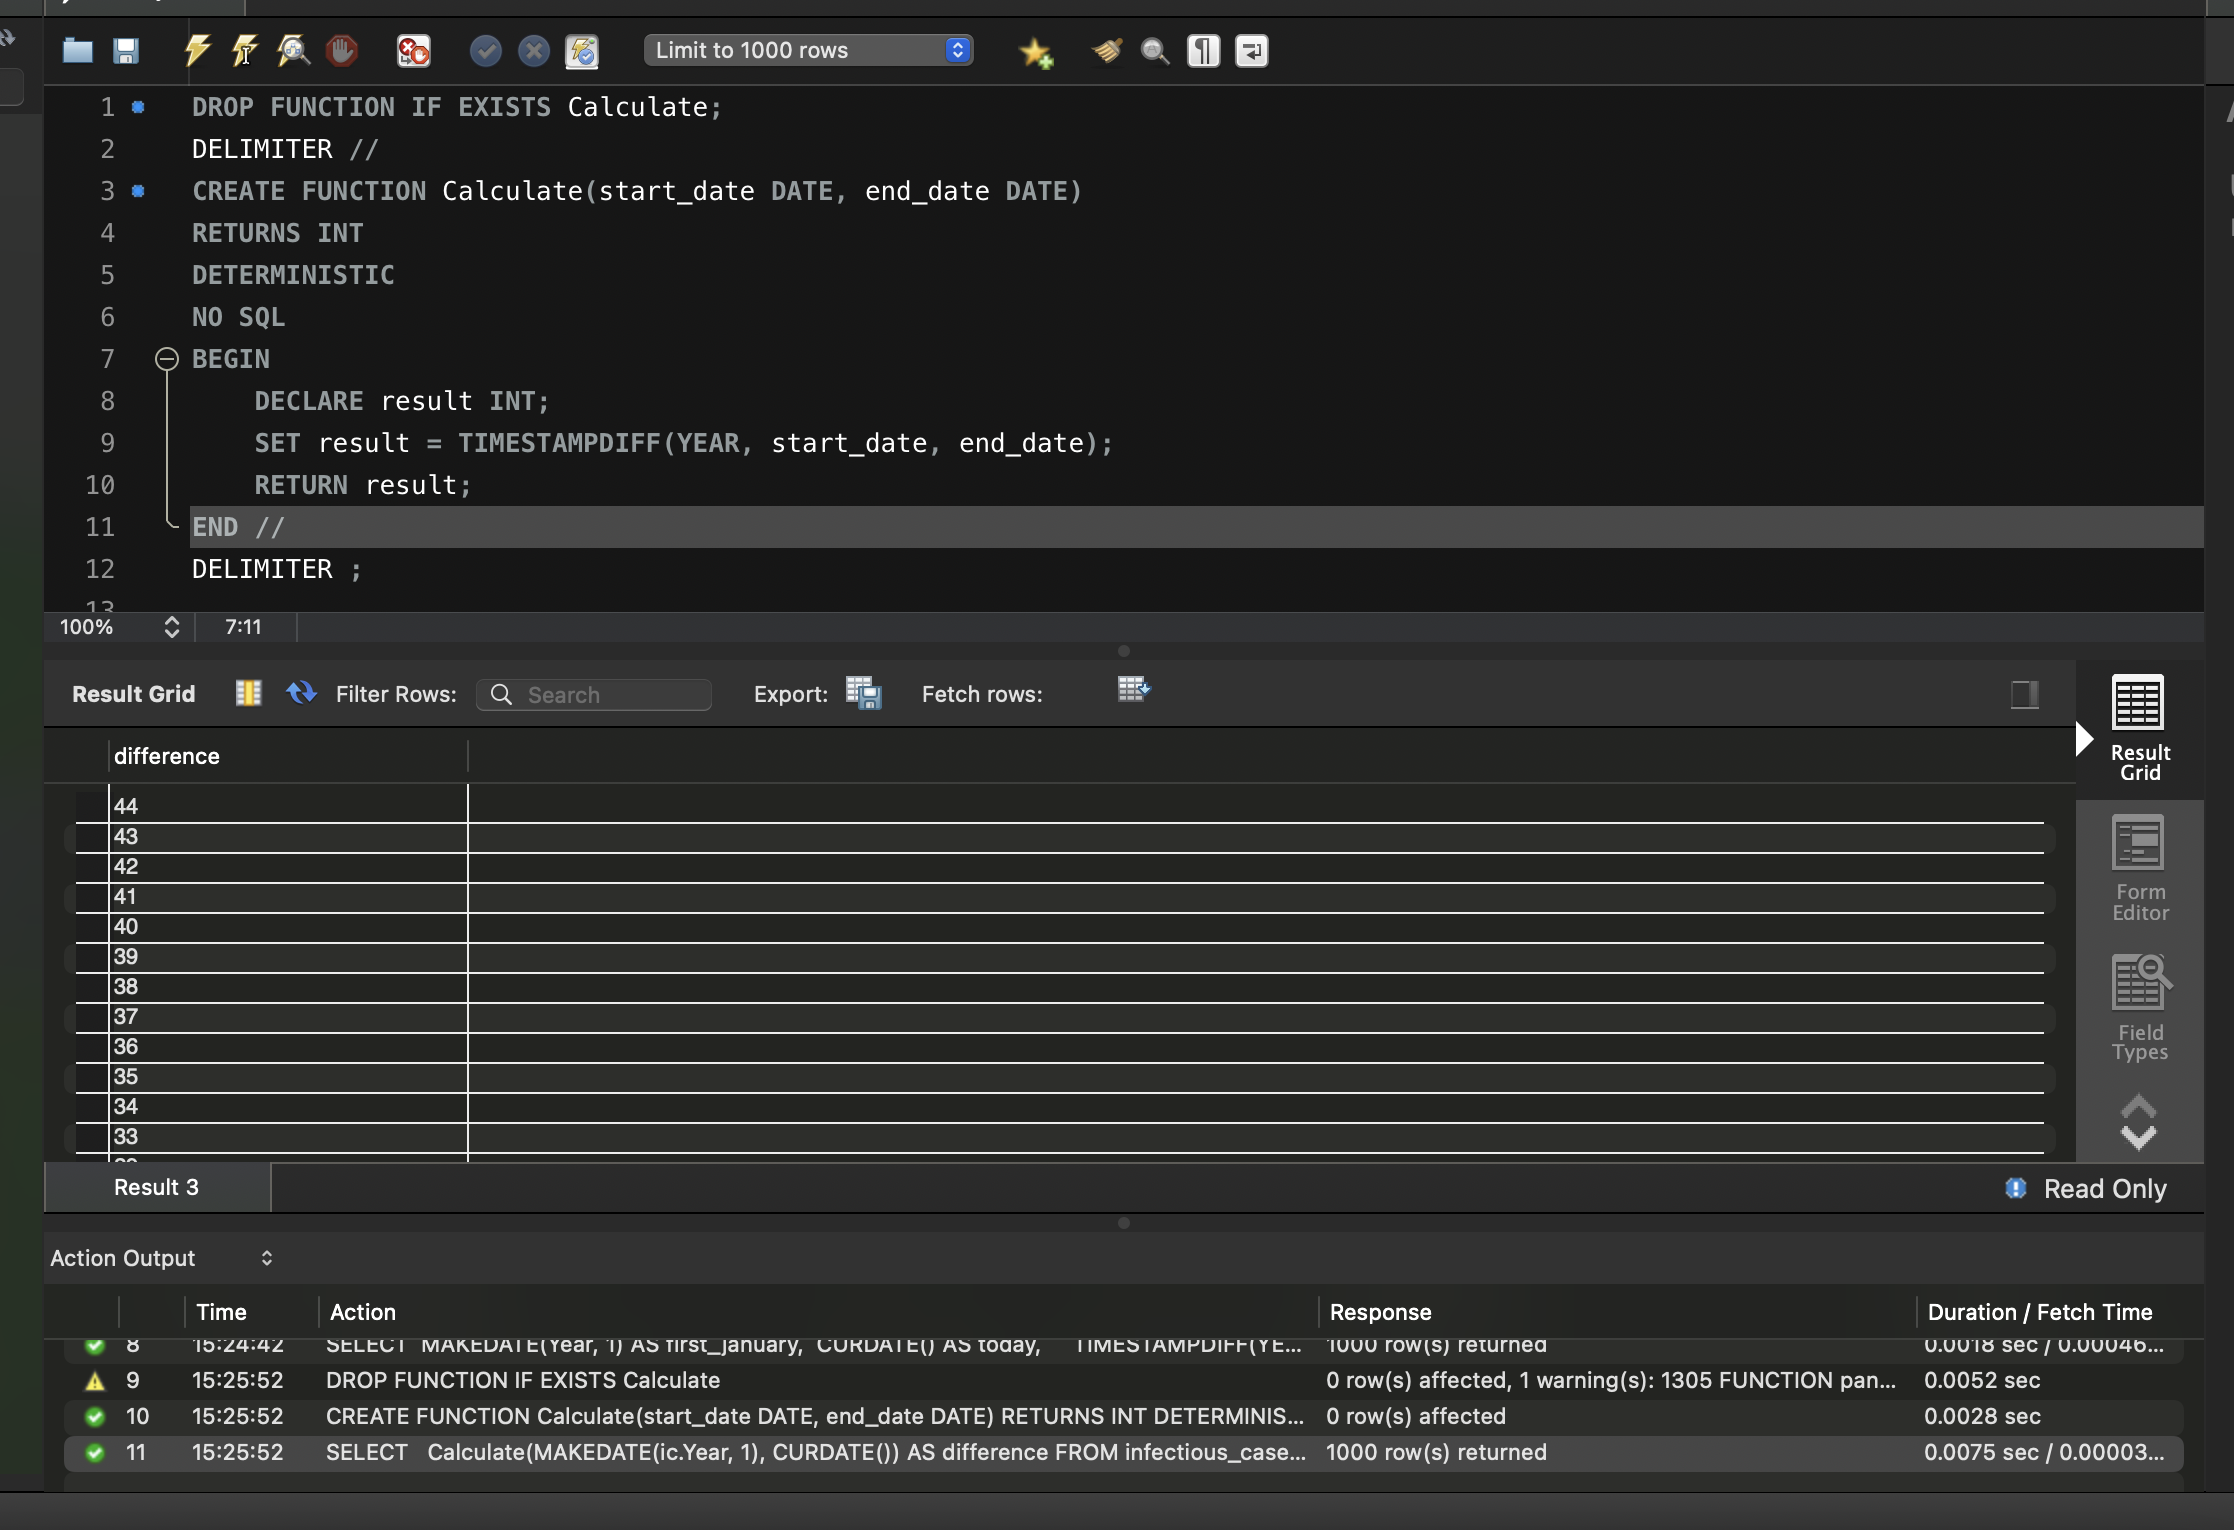 Limit to 1000 rows
1 DROP FUNCTION IF EXISTS Calculate;
2 DELIMITER //
3 CREATE FUNCTION Calculate(start_date DATE, end_date DATE)
4 RETURNS INT
5 DETERMINISTIC
6 NO SQL
7 BEGIN
8 DECLARE result INT;
9 SET result = TIMESTAMPDIFF(YEAR, start_date, end_date);
10 RETURN result;
11 END //
12 DELIMITER ;
13
100% 7:11
Result Grid Filter Rows: Search Export: Fetch rows:
difference
44
43
42
41
40
39
38
37
36
35
34
33
Result
Grid
Form
Editor
Field
Types
Result 3 Read Only
Action Output
Time Action Response Duration / Fetch Time
8 15:24:42 SELECT MAKEDATE(Year, 1) AS first_january, CURDATE() AS today, TIMESTAMPDIFF(YE... 1000 row(s) returned 0.0018 sec / 0.00046...
9 15:25:52 DROP FUNCTION IF EXISTS Calculate 0 row(s) affected, 1 warning(s): 1305 FUNCTION pan... 0.0052 sec
10 15:25:52 CREATE FUNCTION Calculate(start_date DATE, end_date DATE) RETURNS INT DETERMINIS... 0 row(s) affected 0.0028 sec
11 15:25:52 SELECT Calculate(MAKEDATE(ic.Year, 1), CURDATE()) AS difference FROM infectious_case... 1000 row(s) returned 0.0075 sec / 0.00003...